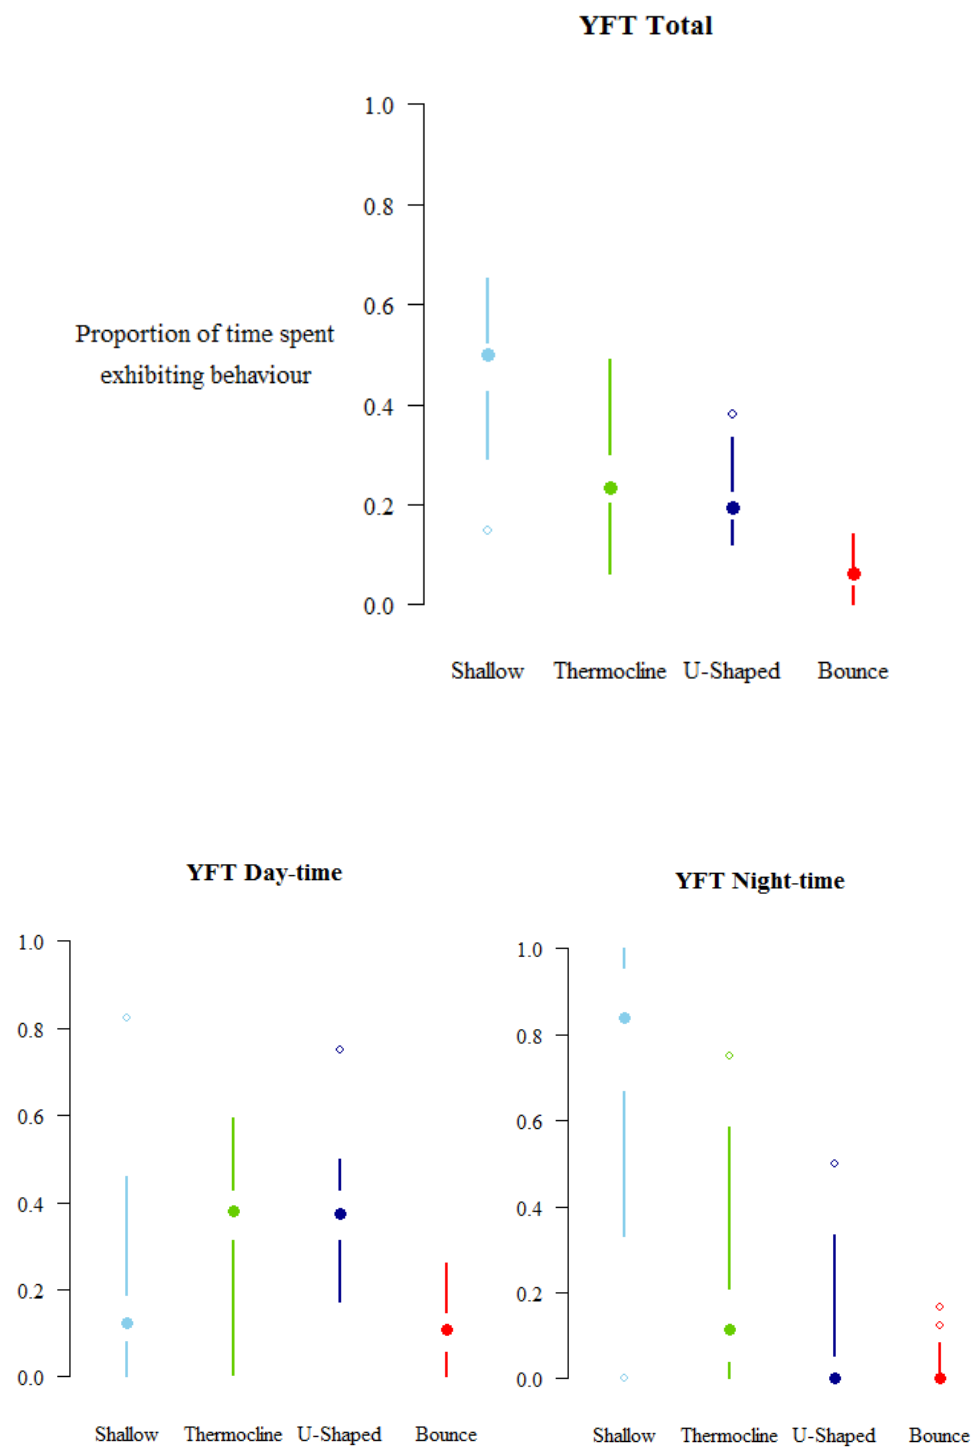 YFT Total
1.0
0.8
0.6
Proportion of time spent
exhibiting behaviour
0.4
0.2
0.0
Shallow Thermocline U-Shaped Bounce
YFT Day-time
1.0
0.8
0.6
0.4
0.2
0.0
Shallow Thermocline U-Shaped Bounce
YFT Night-time
1.0
0.8
0.6
0.4
0.2
0.0
Shallow Thermocline U-Shaped Bounce